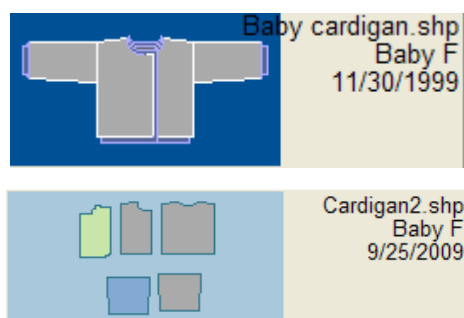 Baby cardigan.shp
Baby F
11/30/1999
Cardigan2.shp
Baby F
9/25/2009